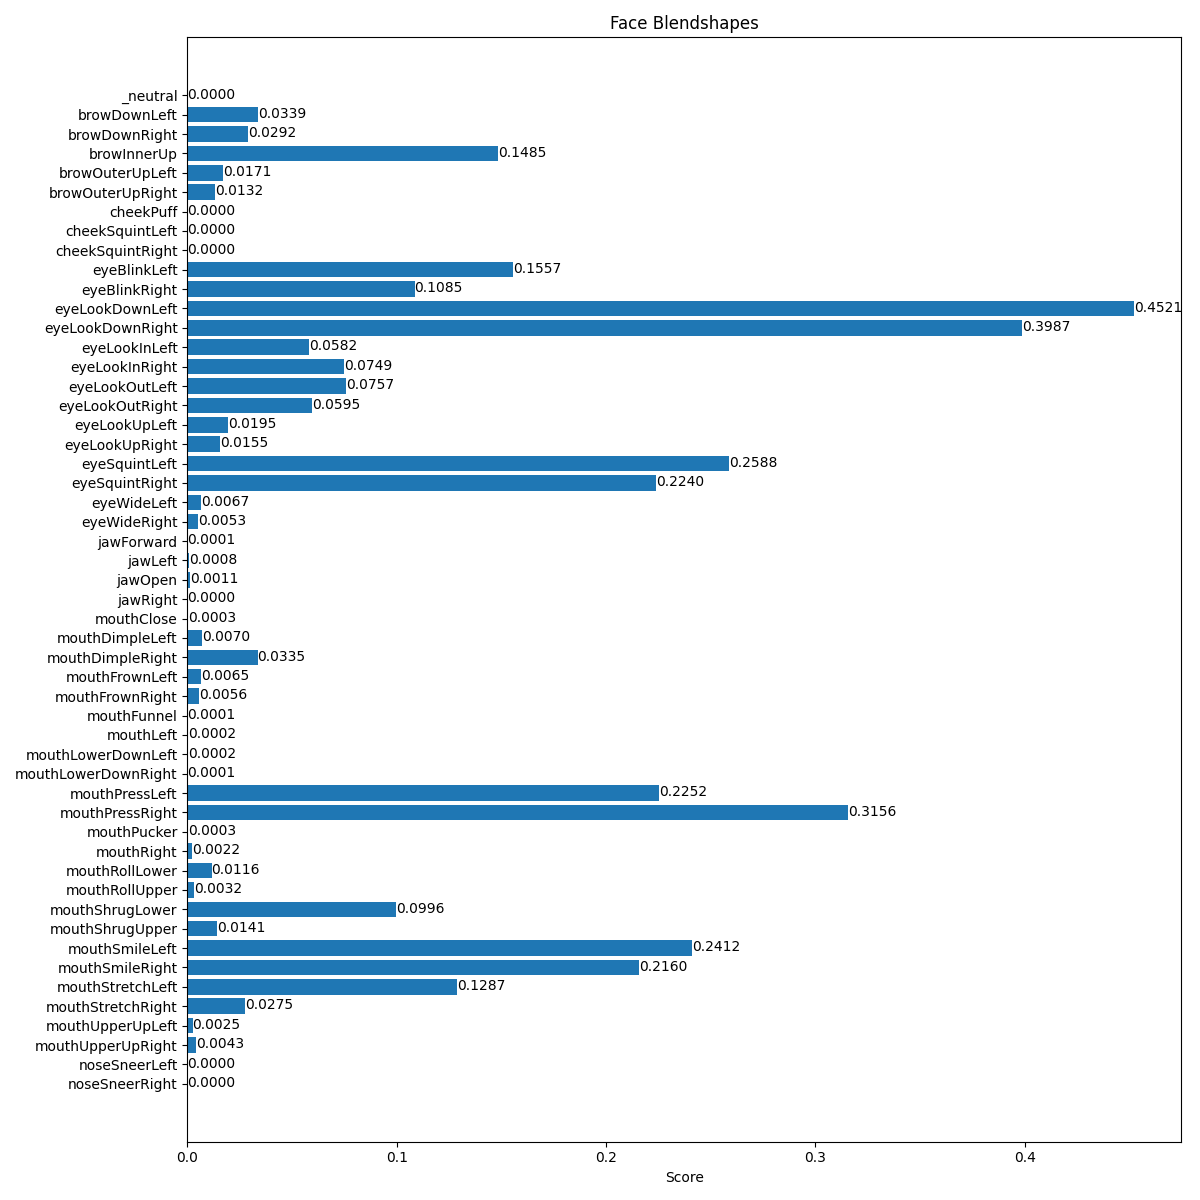 Face Blendshapes
_neutral 0.0000
browDownLeft 0.0339
browDownRight 0.0292
browInnerUp 0.1485
browOuterUpLeft 0.0171
browOuterUpRight 0.0132
cheekPuff 0.0000
cheekSquintLeft 0.0000
cheekSquintRight 0.0000
eyeBlinkLeft 0.1557
eyeBlinkRight 0.1085
eyeLookDownLeft 0.4521
eyeLookDownRight 0.3987
eyeLookInLeft 0.0582
eyeLookInRight 0.0749
eyeLookOutLeft 0.0757
eyeLookOutRight 0.0595
eyeLookUpLeft 0.0195
eyeLookUpRight 0.0155
eyeSquintLeft 0.2588
eyeSquintRight 0.2240
eyeWideLeft 0.0067
eyeWideRight 0.0053
jawForward 0.0001
jawLeft 0.0008
jawOpen 0.0011
jawRight 0.0000
mouthClose 0.0003
mouthDimpleLeft 0.0070
mouthDimpleRight 0.0335
mouthFrownLeft 0.0065
mouthFrownRight 0.0056
mouthFunnel 0.0001
mouthLeft 0.0002
mouthLowerDownLeft 0.0002
mouthLowerDownRight 0.0001
mouthPressLeft 0.2252
mouthPressRight 0.3156
mouthPucker 0.0003
mouthRight 0.0022
mouthRollLower 0.0116
mouthRollUpper 0.0032
mouthShrugLower 0.0996
mouthShrugUpper 0.0141
mouthSmileLeft 0.2412
mouthSmileRight 0.2160
mouthStretchLeft 0.1287
mouthStretchRight 0.0275
mouthUpperUpLeft 0.0025
mouthUpperUpRight 0.0043
noseSneerLeft 0.0000
noseSneerRight 0.0000
0.0 0.1 0.2 0.3 0.4
Score